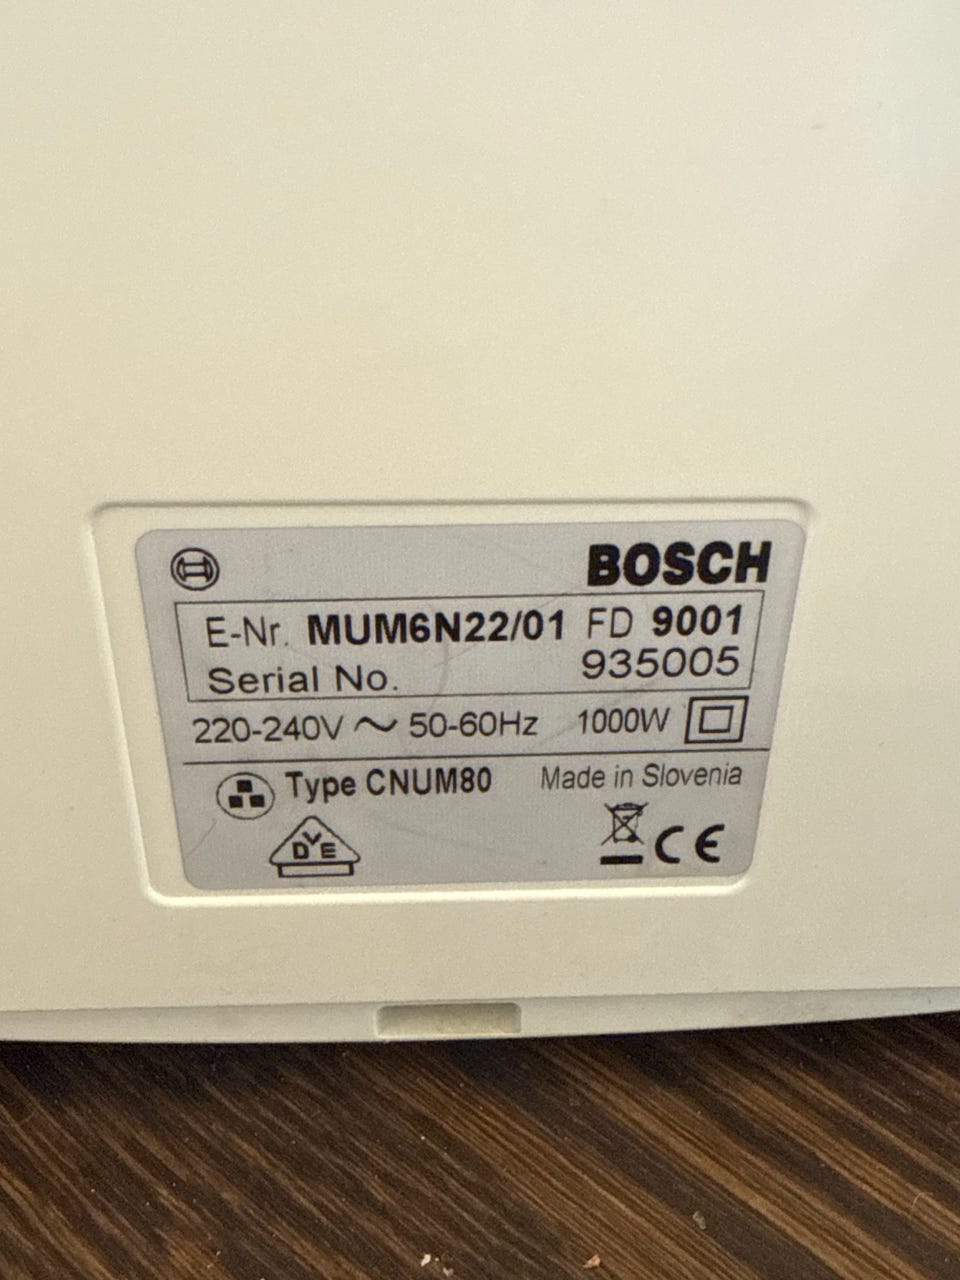 BOSCH
E-Nr. MUM6N22/01 FD 9001
Serial No. 935005
220-240V ~ 50-60Hz 1000W
Type CNUM80 Made in Slovenia
DVE CE